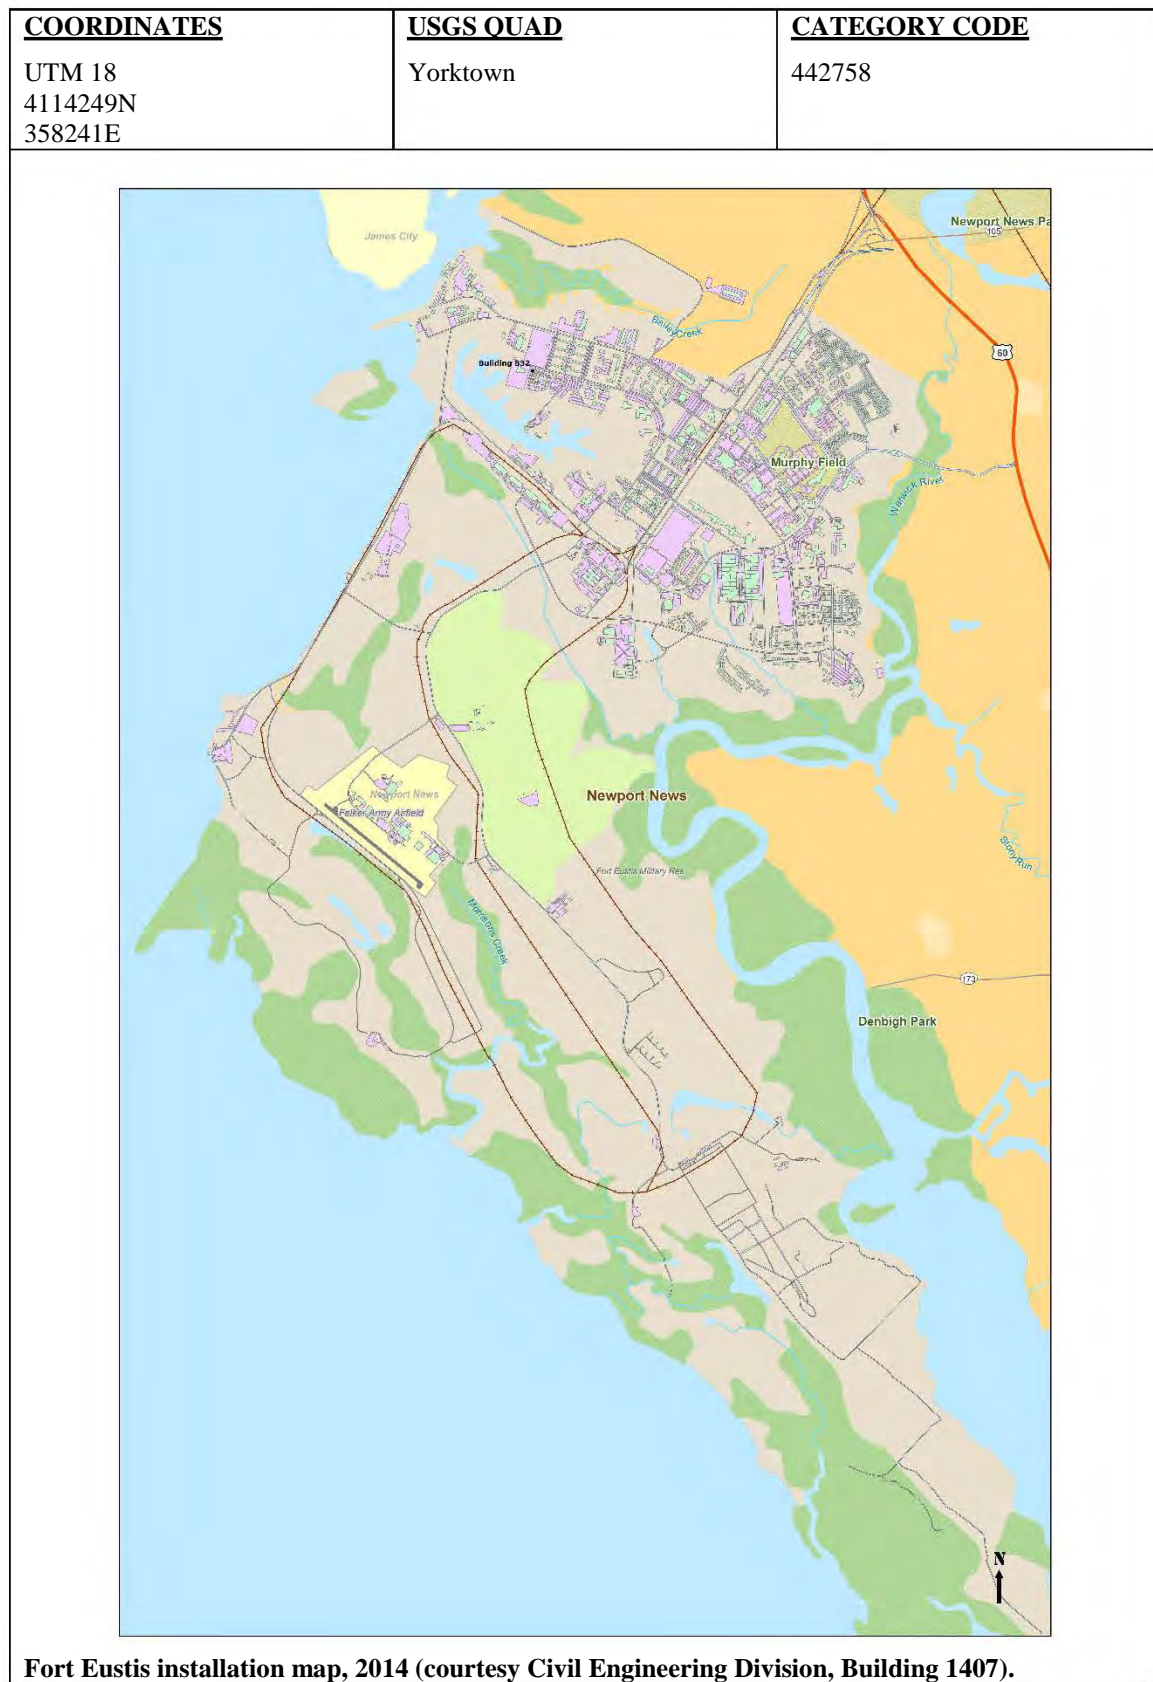 COORDINATES
UTM 18
4114249N
358241E
USGS QUAD
Yorktown
CATEGORY CODE
442758
James City
Newport News Pa
105
Bailey Creek
60
Building 832
Murphy Field
Warwick River
Newport News
Newport News
Felker Army Airfield
Stony Run
Fort Eustis Military Res
Morrisons Creek
173
Denbigh Park
N
Fort Eustis installation map, 2014 (courtesy Civil Engineering Division, Building 1407).